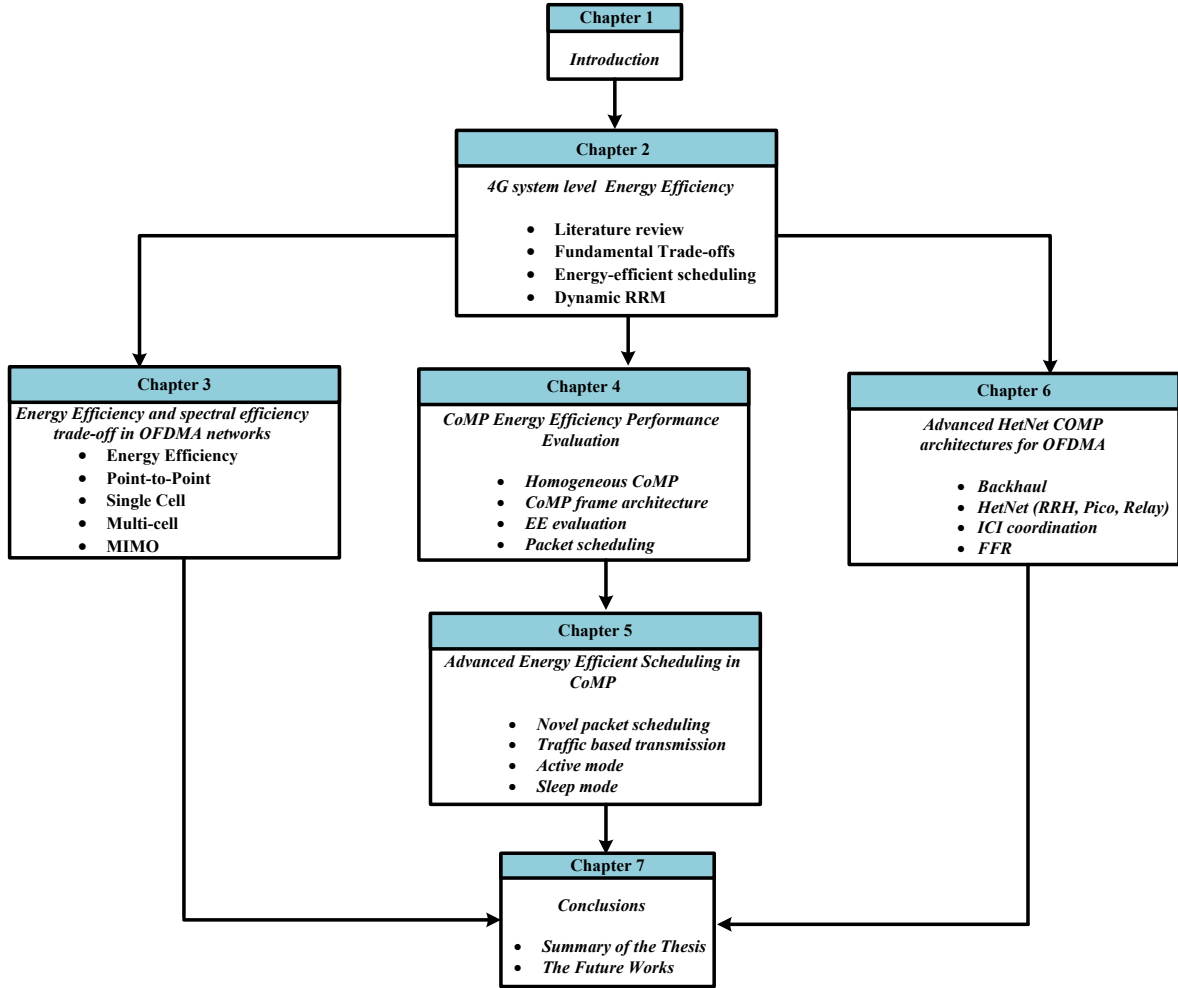 Chapter 1
Introduction
Chapter 2
4G system level Energy Efficiency
• Literature review
• Fundamental Trade-offs
• Energy-efficient scheduling
• Dynamic RRM
Chapter 3
Energy Efficiency and spectral efficiency
trade-off in OFDMA networks
• Energy Efficiency
• Point-to-Point
• Single Cell
• Multi-cell
• MIMO
Chapter 4
CoMP Energy Efficiency Performance
Evaluation
• Homogeneous CoMP
• CoMP frame architecture
• EE evaluation
• Packet scheduling
Chapter 6
Advanced HetNet COMP
architectures for OFDMA
• Backhaul
• HetNet (RRH, Pico, Relay)
• ICI coordination
• FFR
Chapter 5
Advanced Energy Efficient Scheduling in
CoMP
• Novel packet scheduling
• Traffic based transmission
• Active mode
• Sleep mode
Chapter 7
Conclusions
• Summary of the Thesis
• The Future Works